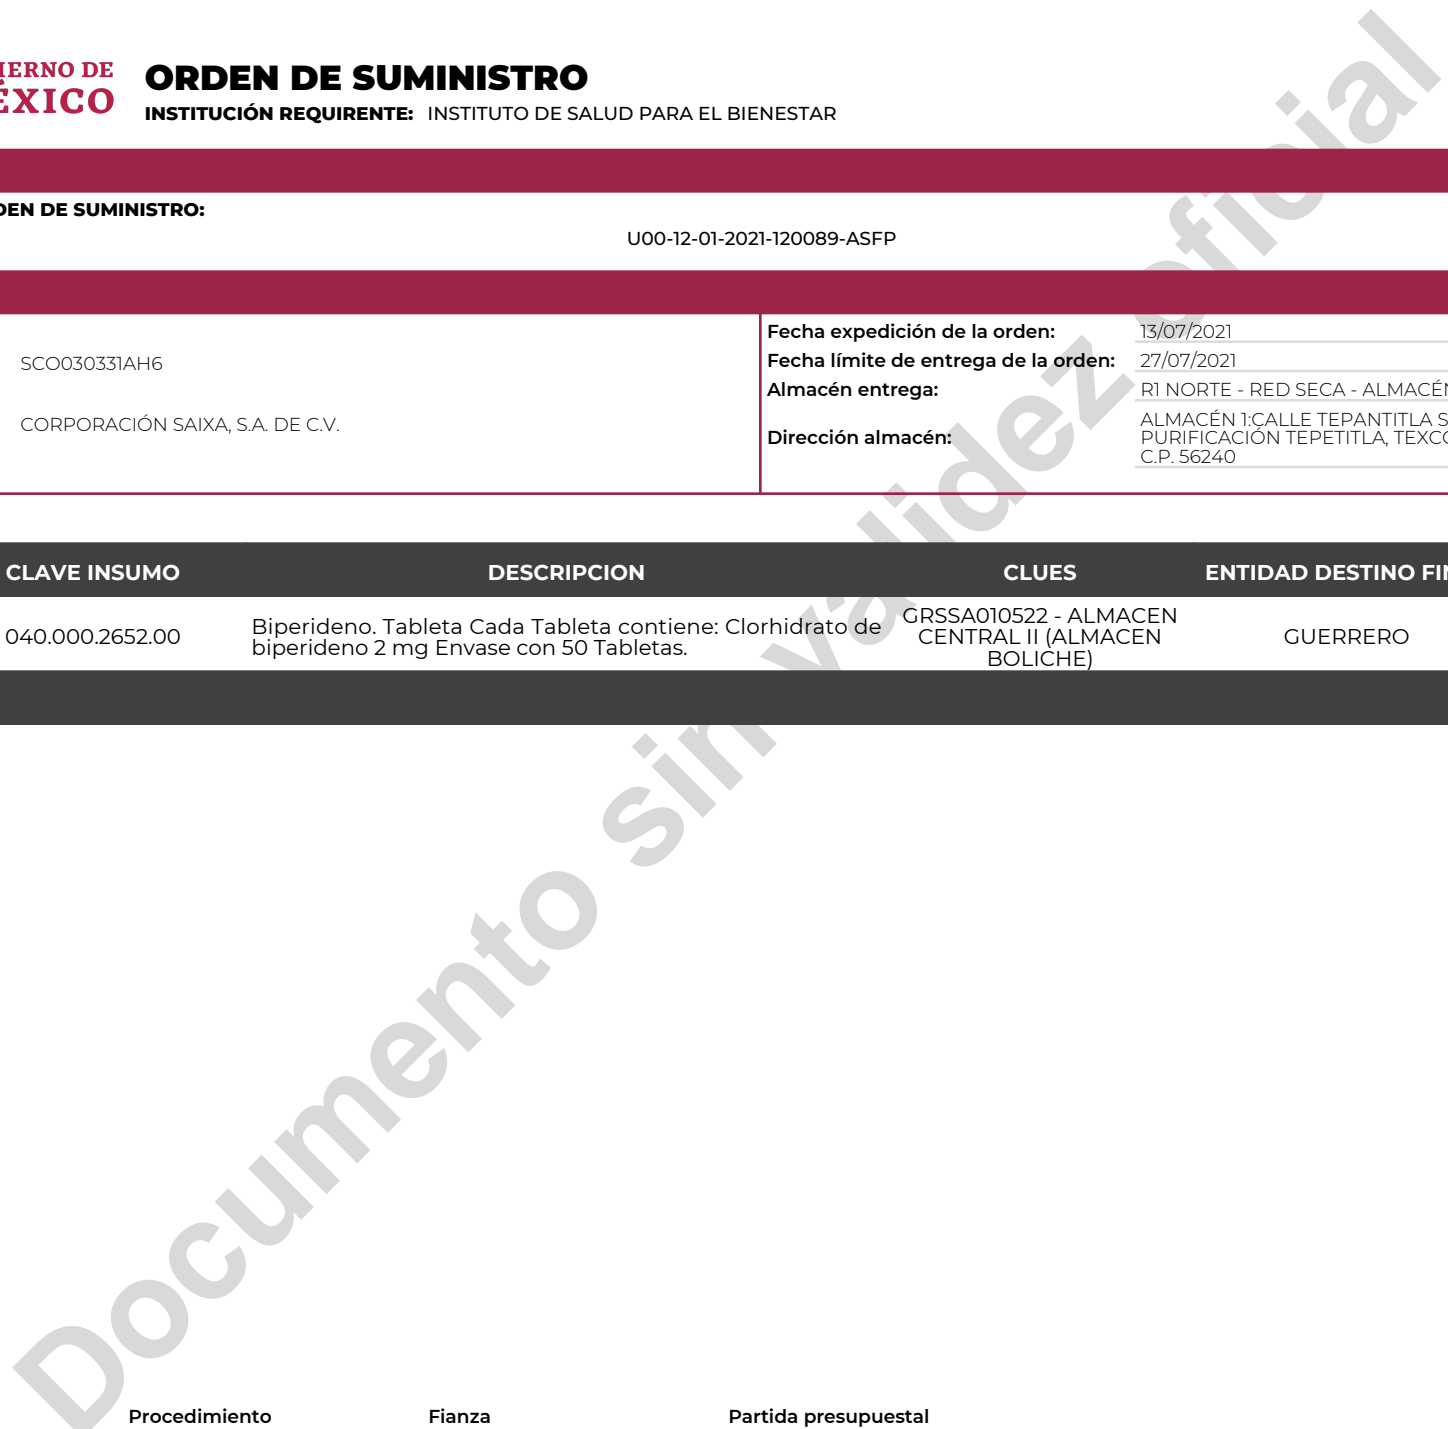 IERNO DE
ÉXICO
ORDEN DE SUMINISTRO
INSTITUCIÓN REQUIRENTE: INSTITUTO DE SALUD PARA EL BIENESTAR
DEN DE SUMINISTRO:
U00-12-01-2021-120089-ASFP
SCO030331AH6
CORPORACIÓN SAIXA, S.A. DE C.V.
Fecha expedición de la orden: 13/07/2021
Fecha límite de entrega de la orden: 27/07/2021
Almacén entrega: R1 NORTE - RED SECA - ALMACÉN
Dirección almacén:
ALMACÉN 1:CALLE TEPANTITLA S
PURIFICACIÓN TEPETITLA, TEXCO
C.P. 56240
CLAVE INSUMO DESCRIPCION CLUES ENTIDAD DESTINO FIN
040.000.2652.00
Biperideno. Tableta Cada Tableta contiene: Clorhidrato de
biperideno 2 mg Envase con 50 Tabletas.
GRSSA010522 - ALMACEN
CENTRAL II (ALMACEN
BOLICHE)
GUERRERO
Documento sin validez oficial
Procedimiento Fianza Partida presupuestal